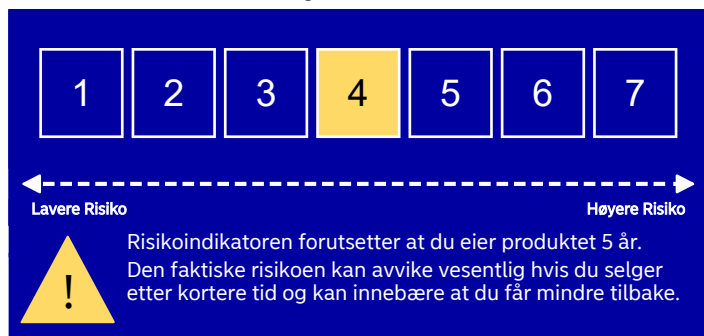 1 2 3 4 5 6 7
Lavere Risiko Høyere Risiko
Risikoindikatoren forutsetter at du eier produktet 5 år.
Den faktiske risikoen kan avvike vesentlig hvis du selger
! etter kortere tid og kan innebære at du får mindre tilbake.